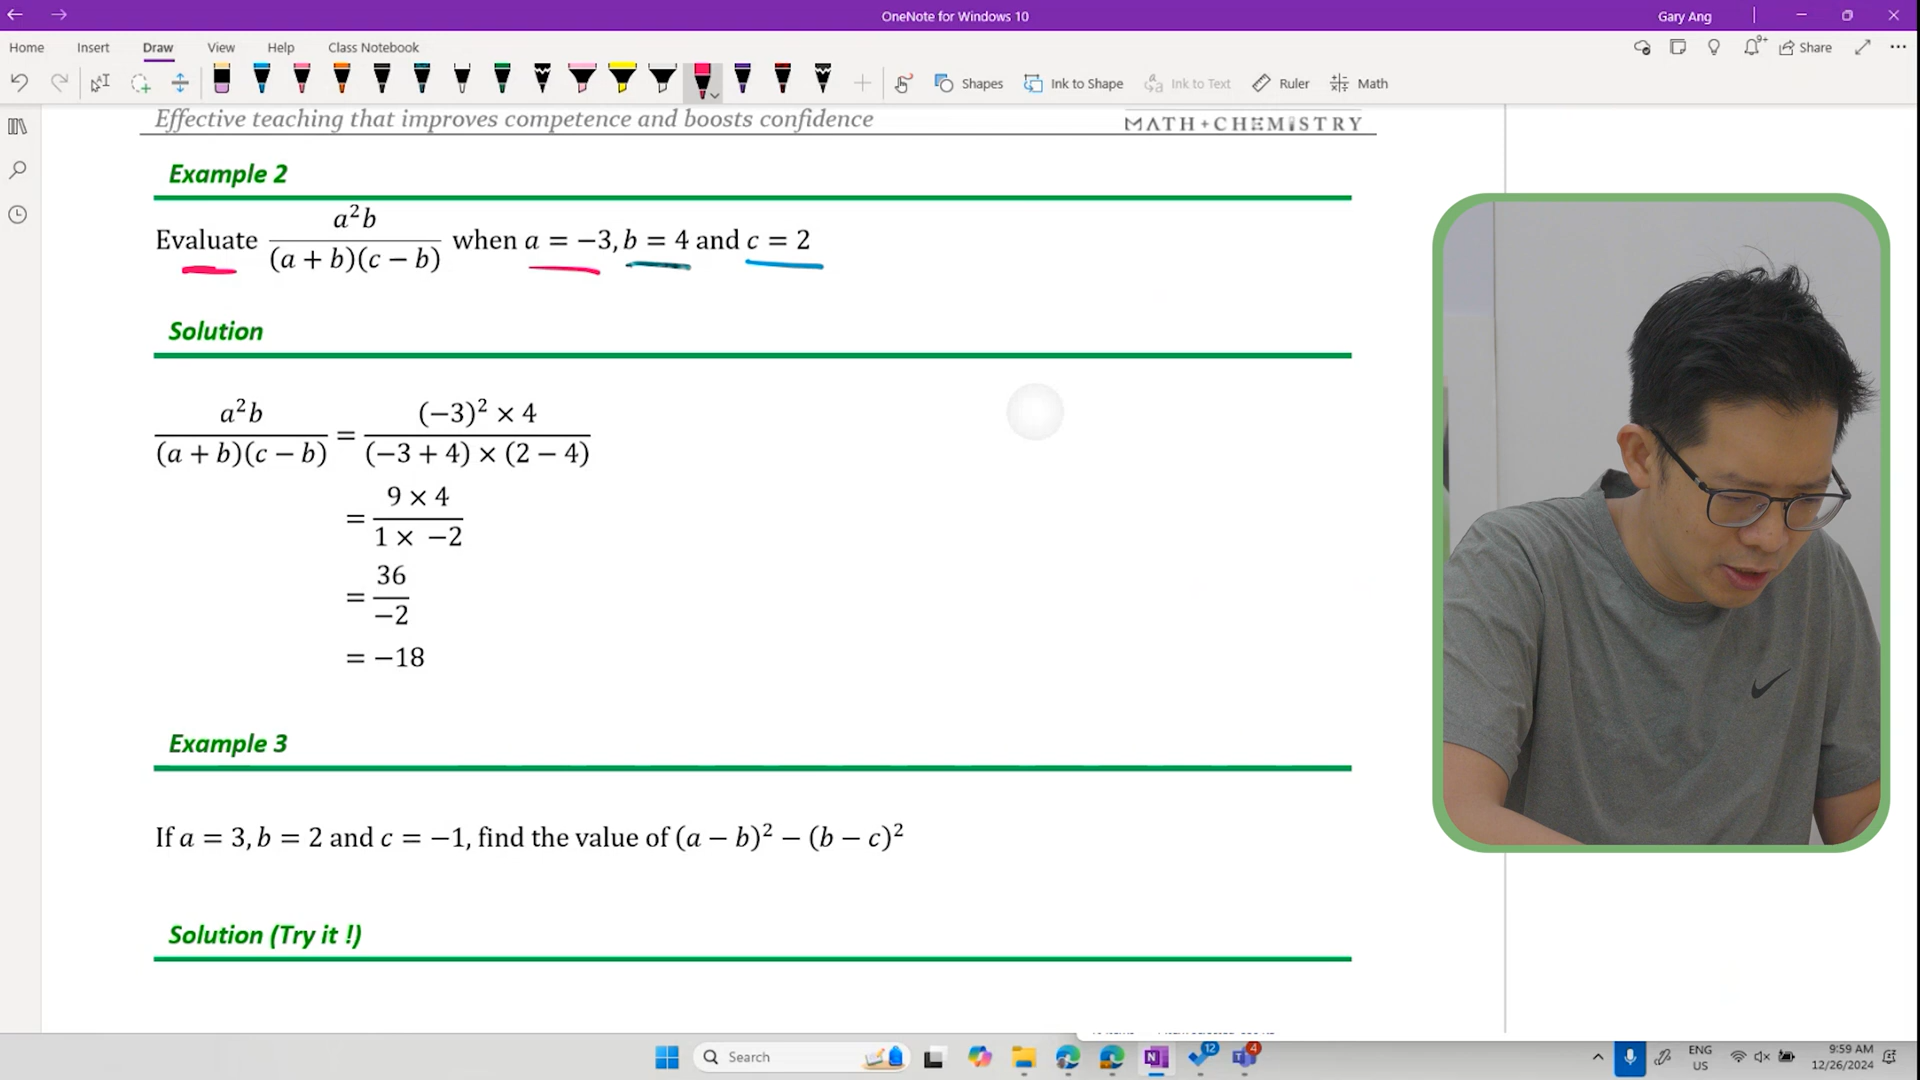 OneNote for Windows 10
Gary Ang
Home Insert Draw View Help Class Notebook
9+ Share
Shapes Ink to Shape Ink to Text Ruler Math
Effective teaching that improves competence and boosts confidence MATH+CHEMISTRY
Example 2
Evaluate a²b / (a + b)(c − b) when a = −3, b = 4 and c = 2
Solution
a²b / (a + b)(c − b) = (−3)² × 4 / (−3 + 4) × (2 − 4)
= 9 × 4 / 1 × −2
= 36 / −2
= −18
Example 3
If a = 3, b = 2 and c = −1, find the value of (a − b)² − (b − c)²
Solution (Try it !)
Search
12
4
ENG
US
9:59 AM
12/26/2024